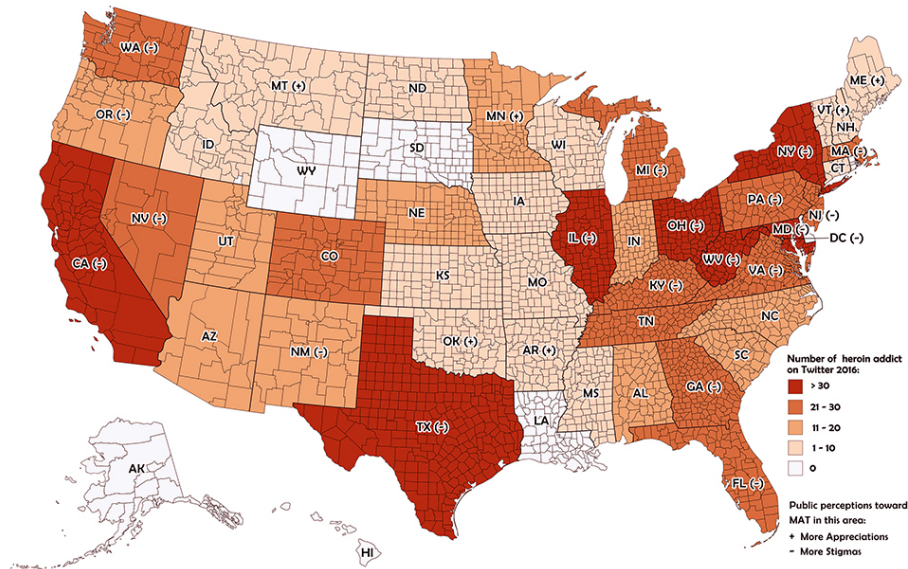 WA (-)
MT (+)
ND
MN (+)
ME (+)
OR (-)
VT (+)
ID
SD
WI
NH
NY (-)
MA (-)
WY
MI (-)
CT
IA
PA (-)
NV (-)
NE
NJ (-)
IL (-)
OH (-)
MD (-)
UT
IN
DC (-)
CA (-)
CO
WV (-)
KS
MO
VA (-)
KY (-)
TN
NC
AZ
NM (-)
OK (+)
AR (+)
SC
MS
AL
GA (-)
TX (-)
LA
AK
FL (-)
HI
Number of heroin addict
on Twitter 2016:
> 30
21 - 30
11 - 20
1 - 10
0
Public perceptions toward
MAT in this area:
+ More Appreciations
- More Stigmas